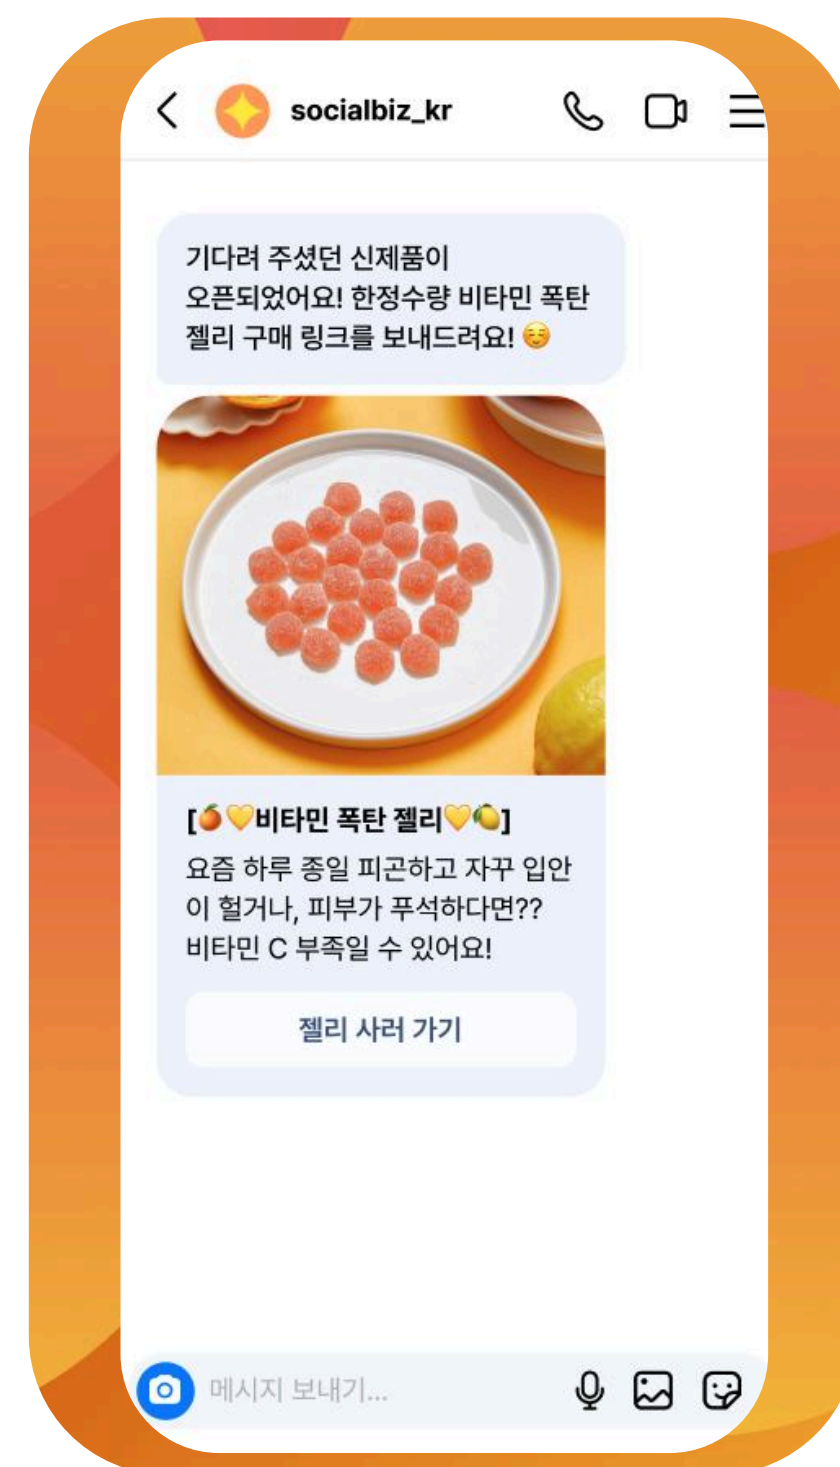 socialbiz_kr
기다려 주셨던 신제품이
오픈되었어요! 한정수량 비타민 폭탄
젤리 구매 링크를 보내드려요! ☺️
[🍊💛비타민 폭탄 젤리💛🍋]
요즘 하루 종일 피곤하고 자꾸 입안
이 헐거나, 피부가 푸석하다면??
비타민 C 부족일 수 있어요!
젤리 사러 가기
메시지 보내기...